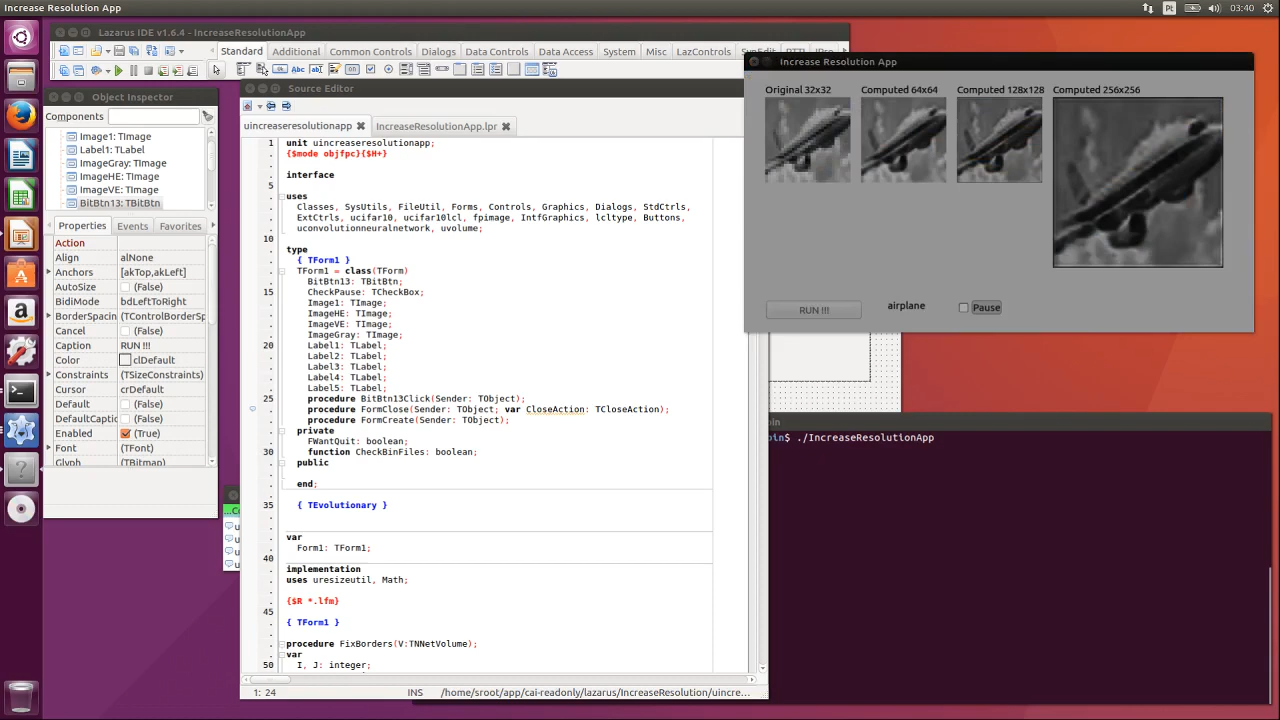 Increase Resolution App
Pt
03:40
Lazarus IDE v1.6.4 - IncreaseResolutionApp
Standard Additional Common Controls Dialogs Data Controls Data Access System Misc LazControls SynEdit RTTI IPro
Abc
Object Inspector
Components
Image1: TImage
Label1: TLabel
ImageGray: TImage
ImageHE: TImage
ImageVE: TImage
BitBtn13: TBitBtn
Properties Events Favorites
Action
Align alNone
Anchors [akTop,akLeft]
AutoSize (False)
BidiMode bdLeftToRight
BorderSpacin (TControlBorderSp
Cancel (False)
Caption RUN !!!
Color clDefault
Constraints (TSizeConstraints)
Cursor crDefault
Default (False)
DefaultCaptio (False)
Enabled (True)
Font (TFont)
Glyph (TBitmap)
Source Editor
uincreaseresolutionapp IncreaseResolutionApp.lpr
1 unit uincreaseresolutionapp;
{$mode objfpc}{$H+}
interface
5
uses
Classes, SysUtils, FileUtil, Forms, Controls, Graphics, Dialogs, StdCtrls,
ExtCtrls, ucifar10, ucifar10lcl, fpimage, IntfGraphics, lcltype, Buttons,
uconvolutionneuralnetwork, uvolume;
10
type
{ TForm1 }
TForm1 = class(TForm)
BitBtn13: TBitBtn;
15 CheckPause: TCheckBox;
Image1: TImage;
ImageHE: TImage;
ImageVE: TImage;
ImageGray: TImage;
20 Label1: TLabel;
Label2: TLabel;
Label3: TLabel;
Label4: TLabel;
Label5: TLabel;
25 procedure BitBtn13Click(Sender: TObject);
procedure FormClose(Sender: TObject; var CloseAction: TCloseAction);
procedure FormCreate(Sender: TObject);
private
FWantQuit: boolean;
30 function CheckBinFiles: boolean;
public
end;
35 { TEvolutionary }
var
Form1: TForm1;
40
implementation
uses uresizeutil, Math;
{$R *.lfm}
45
{ TForm1 }
procedure FixBorders(V:TNNetVolume);
var
50 I, J: integer;
1: 24 INS /home/sroot/app/cai-readonly/lazarus/IncreaseResolution/uincre...
Increase Resolution App
Original 32x32 Computed 64x64 Computed 128x128 Computed 256x256
RUN !!! airplane Pause
bin$ ./IncreaseResolutionApp